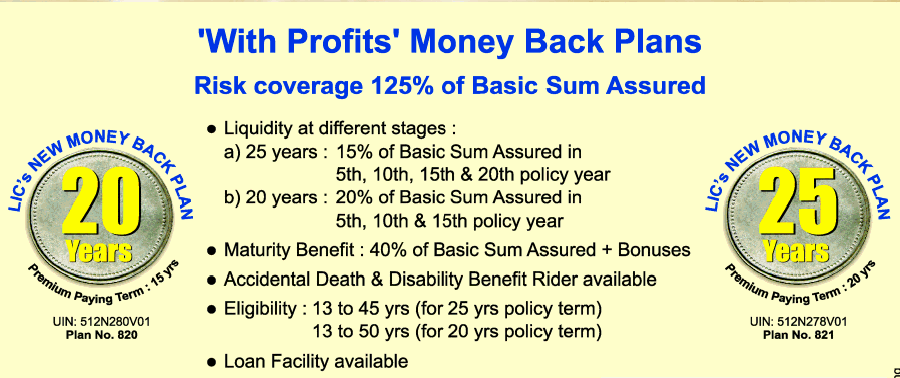 'With Profits' Money Back Plans
Risk coverage 125% of Basic Sum Assured
LIC's NEW MONEY BACK PLAN
20
Years
Premium Paying Term : 15 yrs
UIN: 512N280V01
Plan No. 820
● Liquidity at different stages :
a) 25 years : 15% of Basic Sum Assured in
5th, 10th, 15th & 20th policy year
b) 20 years : 20% of Basic Sum Assured in
5th, 10th & 15th policy year
● Maturity Benefit : 40% of Basic Sum Assured + Bonuses
● Accidental Death & Disability Benefit Rider available
● Eligibility : 13 to 45 yrs (for 25 yrs policy term)
13 to 50 yrs (for 20 yrs policy term)
● Loan Facility available
LIC's NEW MONEY BACK PLAN
25
Years
Premium Paying Term : 20 yrs
UIN: 512N278V01
Plan No. 821